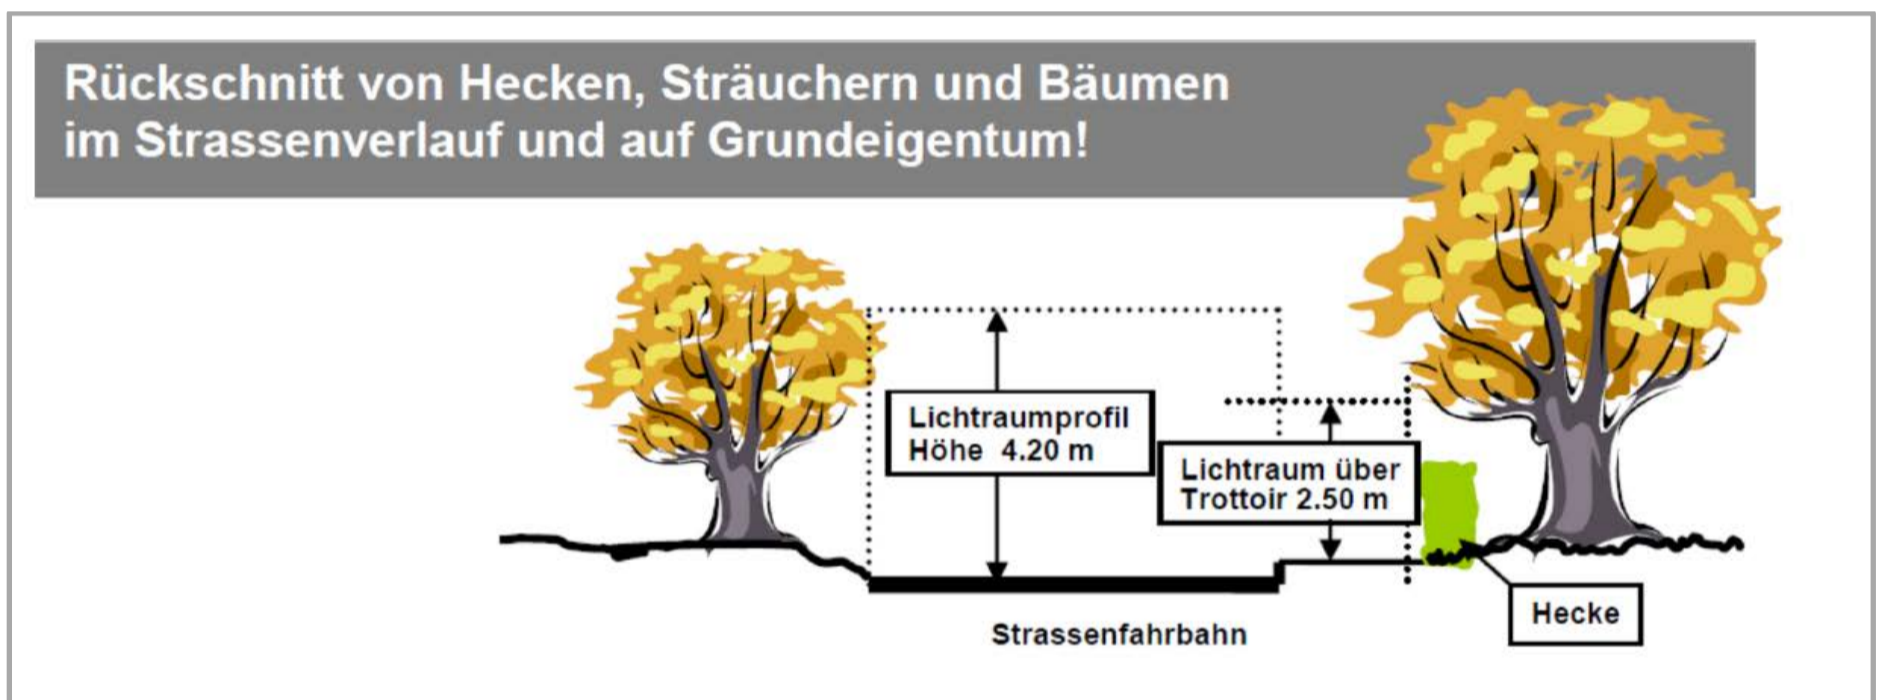 Rückschnitt von Hecken, Sträuchern und Bäumen
im Strassenverlauf und auf Grundeigentum!
Lichtraumprofil
Höhe 4.20 m
Lichtraum über
Trottoir 2.50 m
Hecke
Strassenfahrbahn